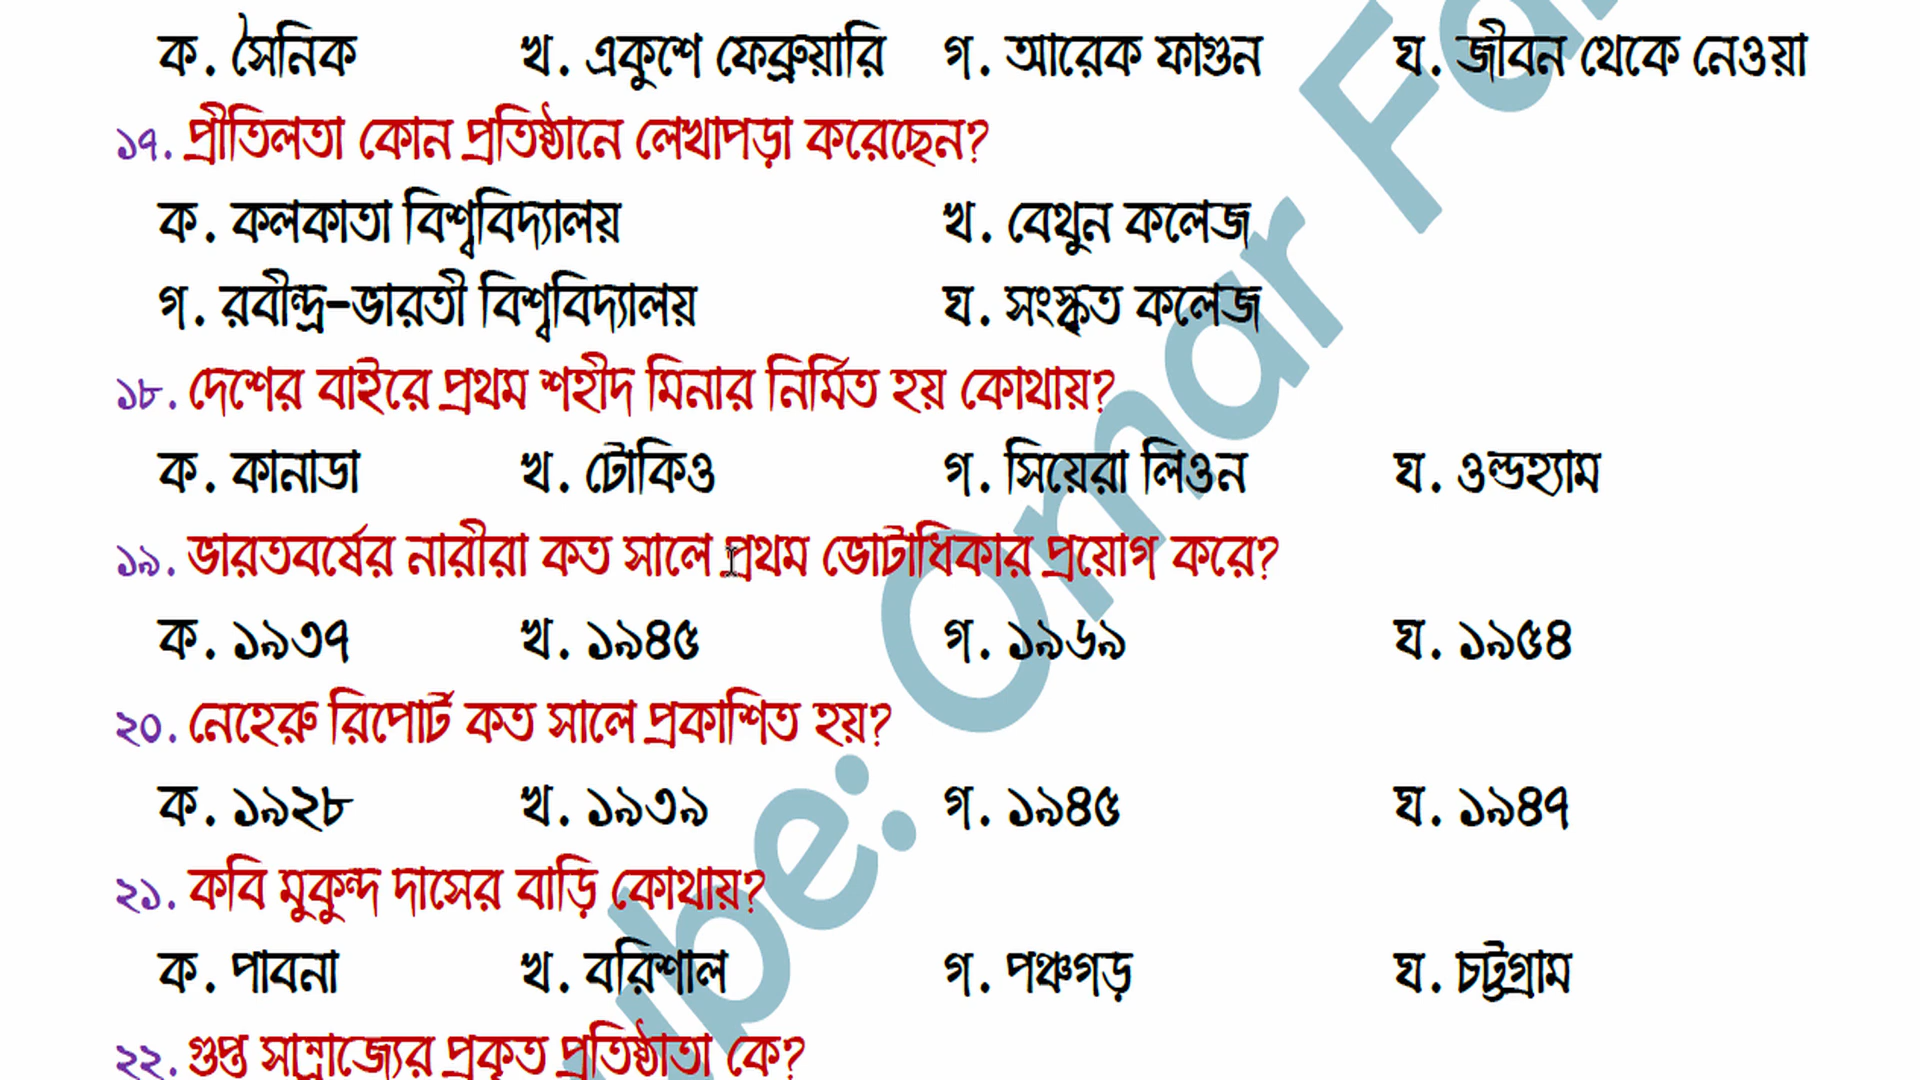 ক. সৈনিক খ. একুশে ফেব্রুয়ারি গ. আরেক ফাগুন ঘ. জীবন থেকে নেওয়া
১৭. প্রীতিলতা কোন প্রতিষ্ঠানে লেখাপড়া করেছেন?
ক. কলকাতা বিশ্ববিদ্যালয় খ. বেথুন কলেজ
গ. রবীন্দ্র-ভারতী বিশ্ববিদ্যালয় ঘ. সংস্কৃত কলেজ
১৮. দেশের বাইরে প্রথম শহীদ মিনার নির্মিত হয় কোথায়?
ক. কানাডা খ. টোকিও গ. সিয়েরা লিওন ঘ. ওল্ডহ্যাম
১৯. ভারতবর্ষের নারীরা কত সালে প্রথম ভোটাধিকার প্রয়োগ করে?
ক. ১৯৩৭ খ. ১৯৪৫ গ. ১৯৬৯ ঘ. ১৯৫৪
২০. নেহেরু রিপোর্ট কত সালে প্রকাশিত হয়?
ক. ১৯২৮ খ. ১৯৩৯ গ. ১৯৪৫ ঘ. ১৯৪৭
২১. কবি মুকুন্দ দাসের বাড়ি কোথায়?
ক. পাবনা খ. বরিশাল গ. পঞ্চগড় ঘ. চট্টগ্রাম
২২. গুপ্ত সাম্রাজ্যের প্রকৃত প্রতিষ্ঠাতা কে?
Omar